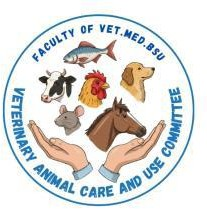 FACULTY OF VET.MED.BSU
VETERINARY ANIMAL CARE AND USE COMMITTEE